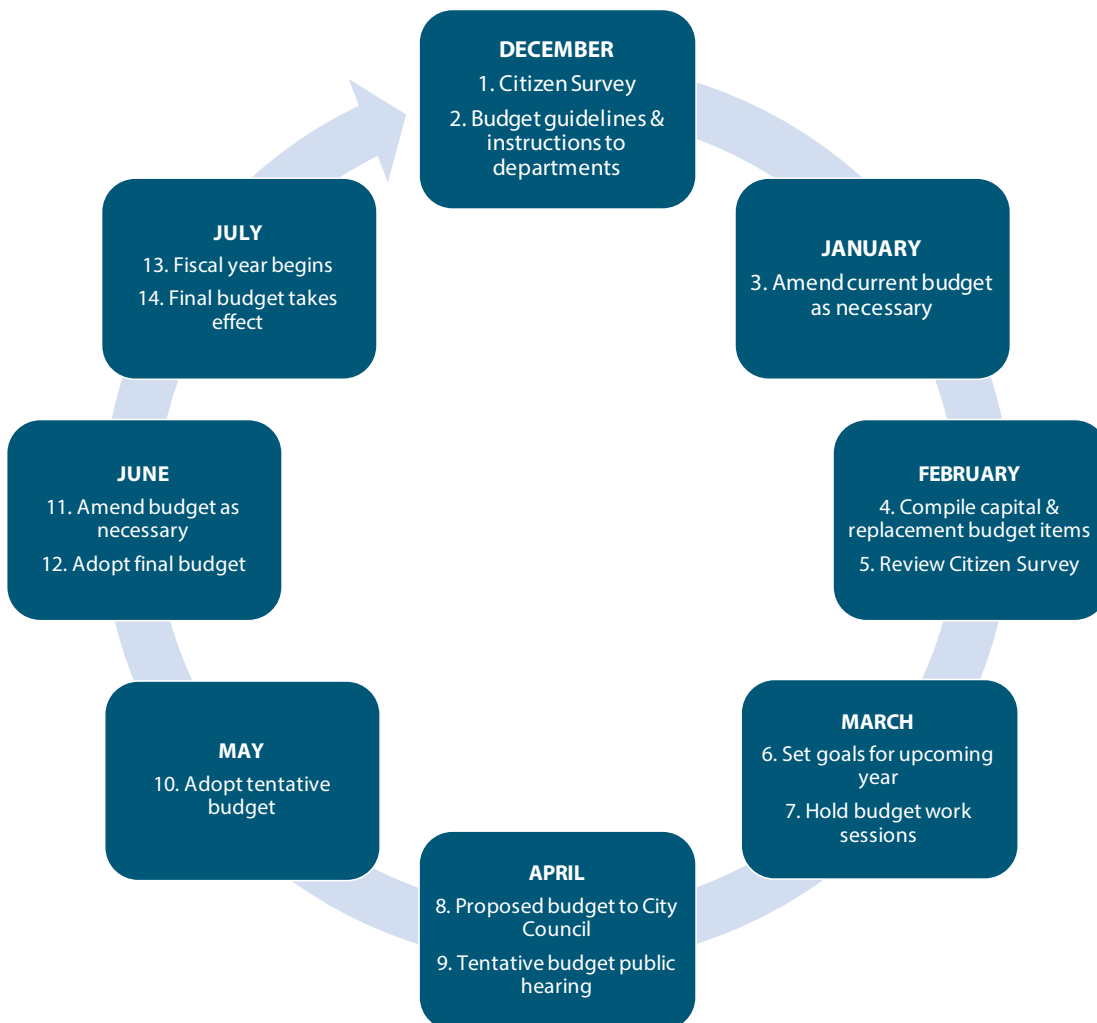 DECEMBER
1. Citizen Survey
2. Budget guidelines &
instructions to
departments
JANUARY
3. Amend current budget
as necessary
FEBRUARY
4. Compile capital &
replacement budget items
5. Review Citizen Survey
MARCH
6. Set goals for upcoming
year
7. Hold budget work
sessions
APRIL
8. Proposed budget to City
Council
9. Tentative budget public
hearing
MAY
10. Adopt tentative
budget
JUNE
11. Amend budget as
necessary
12. Adopt final budget
JULY
13. Fiscal year begins
14. Final budget takes
effect